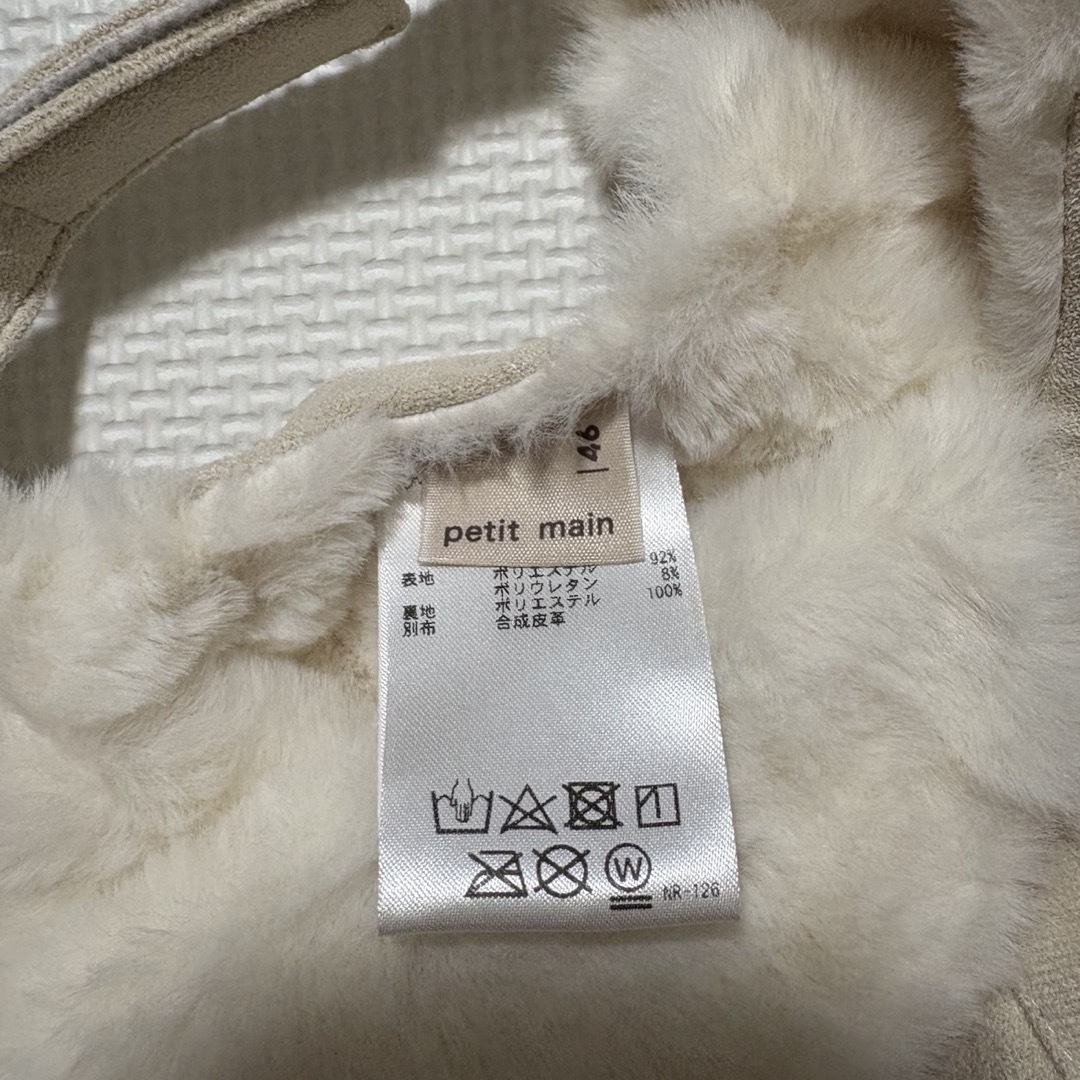 46
petit main
表地 ポリエステル 92%
ポリウレタン 8%
裏地 ポリエステル 100%
別布 合成皮革
W
NR-126